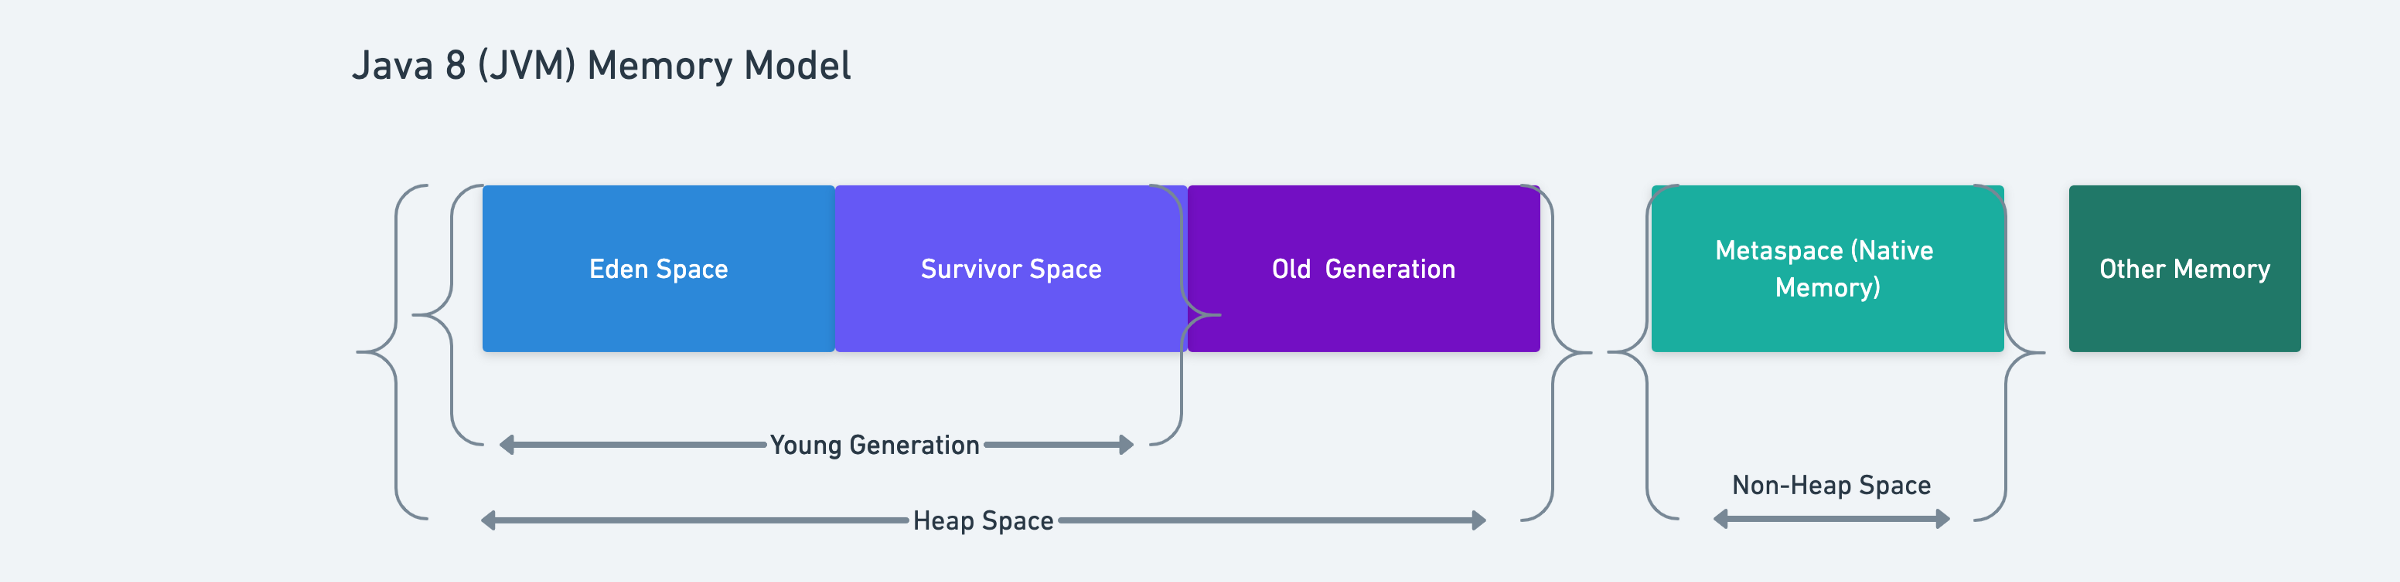 Java 8 (JVM) Memory Model
Eden Space
Survivor Space
Old  Generation
Metaspace (Native
Memory)
Other Memory
Young Generation
Non-Heap Space
Heap Space